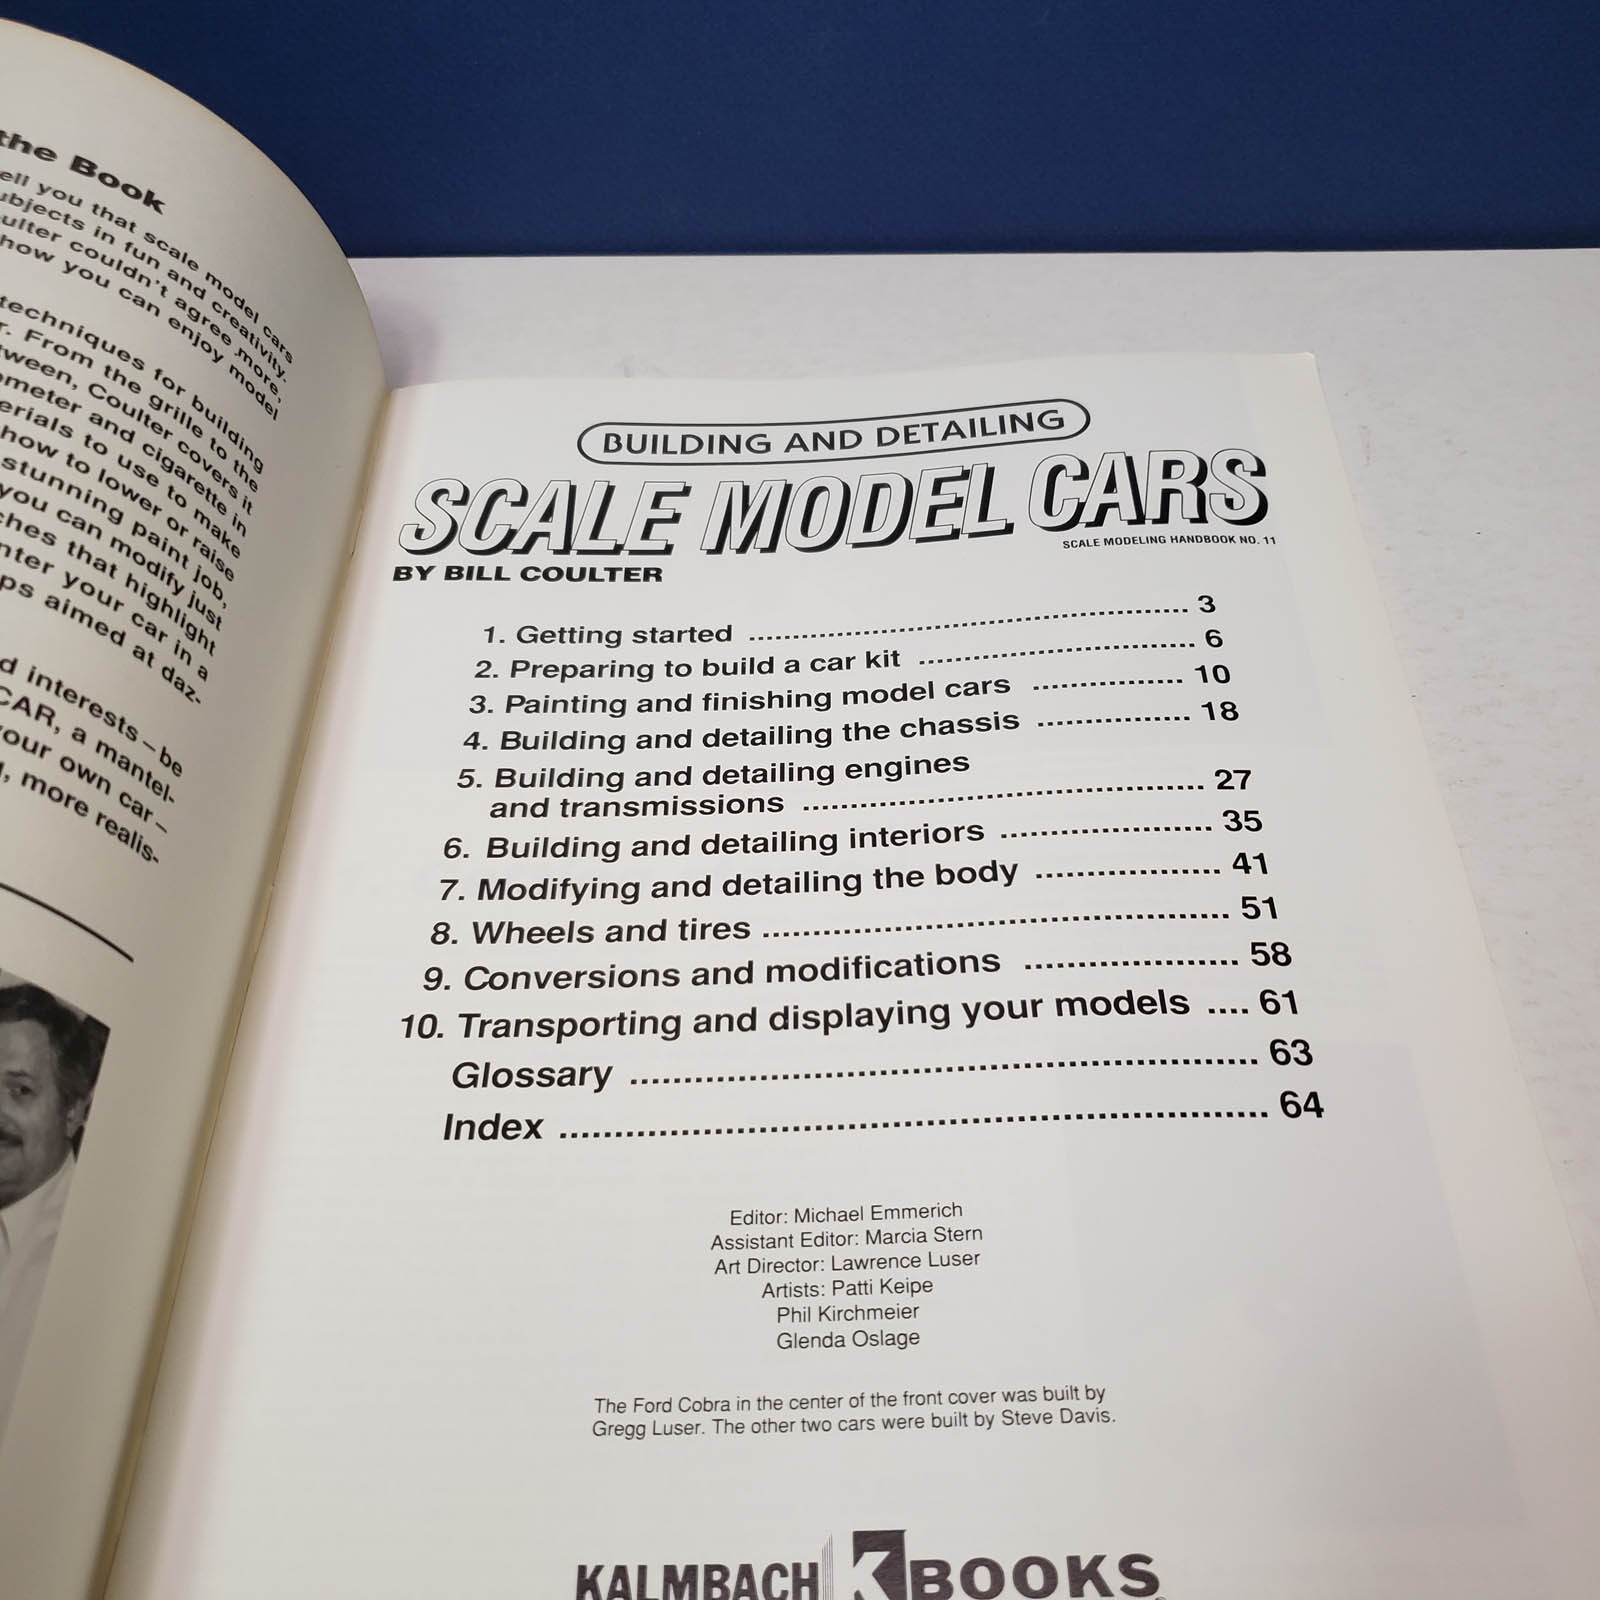 the Book
ell you that scale model cars
ubjects in fun and creativity.
ulter couldn't agree more,
how you can enjoy model
techniques for building
r. From the grille to the
tween, Coulter covers it
ometer and cigarette in
erials to use to make
how to lower or raise
stunning paint job,
you can modify just
ches that highlight
nter your car in a
ps aimed at daz-
d interests–be
CAR, a mantel-
your own car–
l, more realis-
BUILDING AND DETAILING
SCALE MODEL CARS
SCALE MODELING HANDBOOK NO. 11
BY BILL COULTER
1. Getting started ........ 3
2. Preparing to build a car kit ........ 6
3. Painting and finishing model cars ........ 10
4. Building and detailing the chassis ........ 18
5. Building and detailing engines
and transmissions ........ 27
6. Building and detailing interiors ........ 35
7. Modifying and detailing the body ........ 41
8. Wheels and tires ........ 51
9. Conversions and modifications ........ 58
10. Transporting and displaying your models .... 61
Glossary ........ 63
Index ........ 64
Editor: Michael Emmerich
Assistant Editor: Marcia Stern
Art Director: Lawrence Luser
Artists: Patti Keipe
Phil Kirchmeier
Glenda Oslage
The Ford Cobra in the center of the front cover was built by
Gregg Luser. The other two cars were built by Steve Davis.
KALMBACH K BOOKS